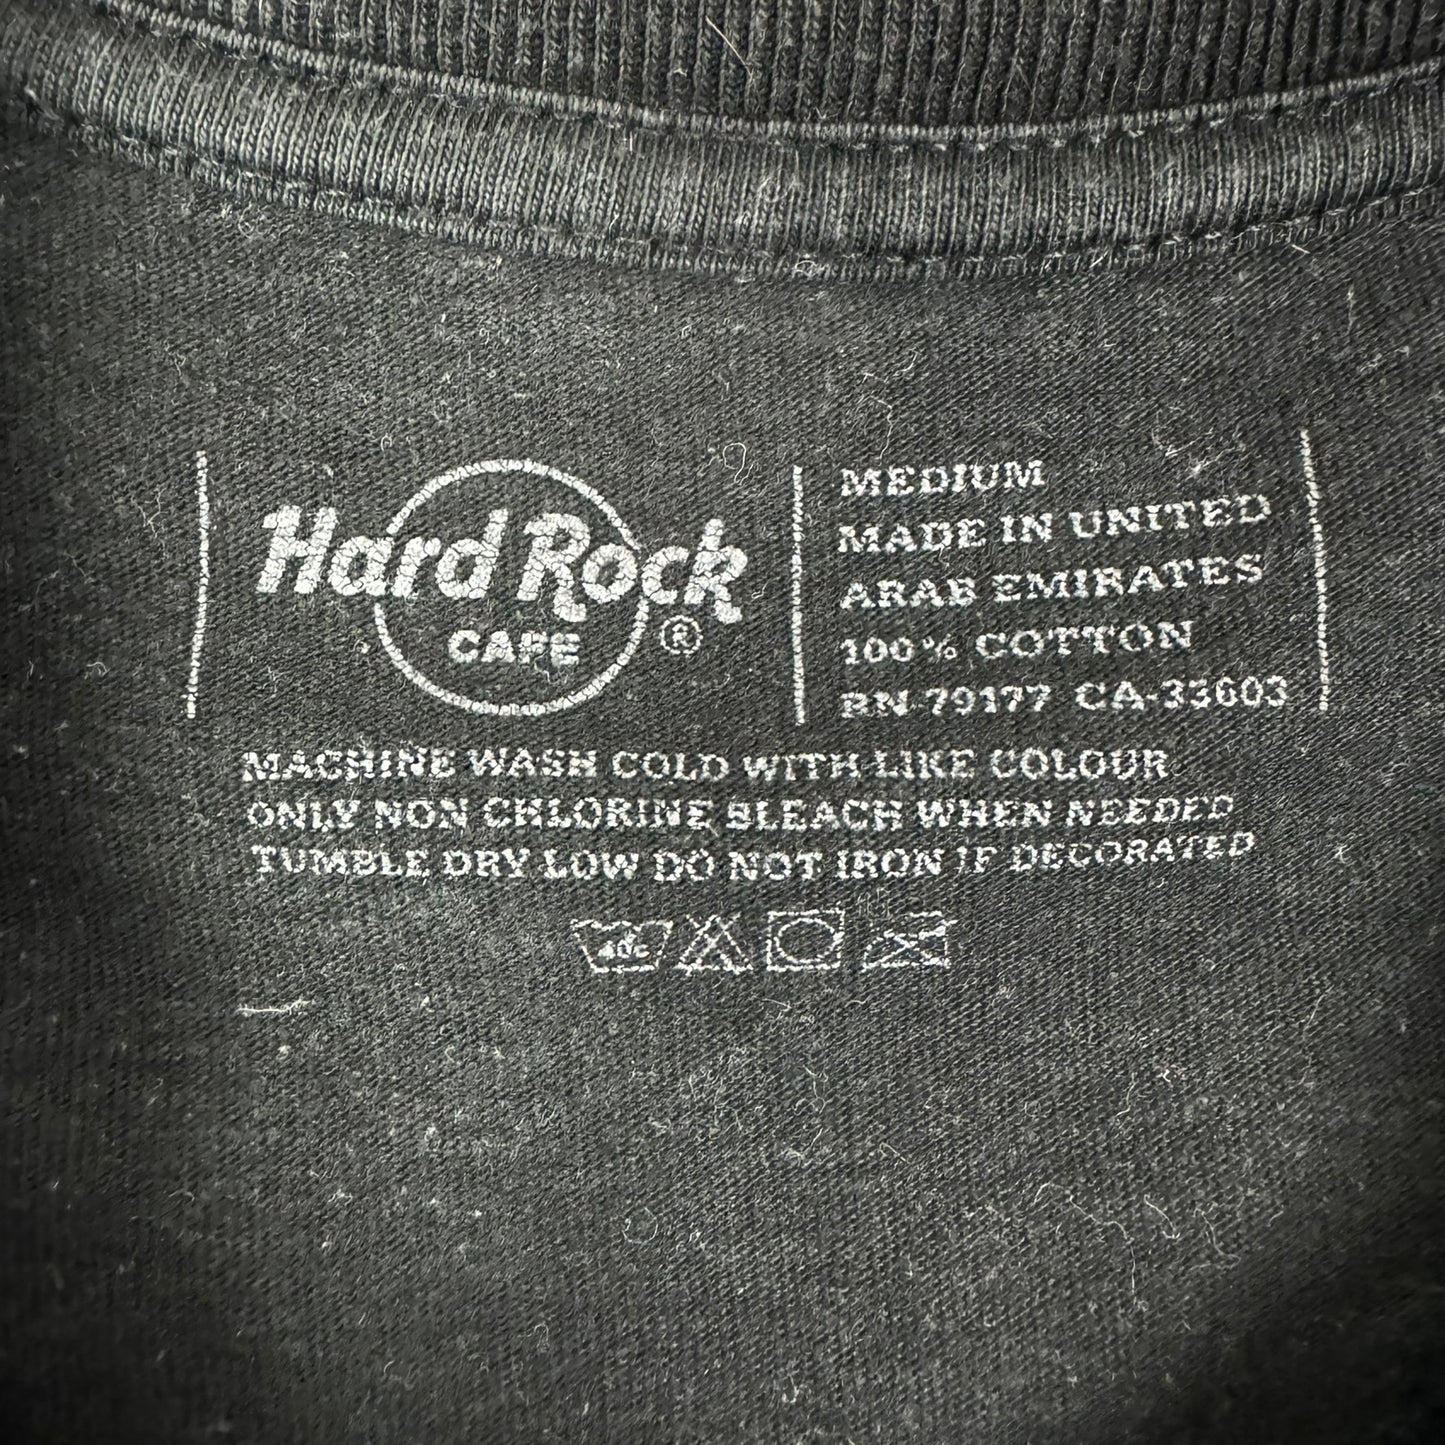 Hard Rock
CAFE ®
MEDIUM
MADE IN UNITED
ARAB EMIRATES
100% COTTON
RN-79177 CA-33603
MACHINE WASH COLD WITH LIKE COLOUR
ONLY NON CHLORINE BLEACH WHEN NEEDED
TUMBLE DRY LOW DO NOT IRON IF DECORATED